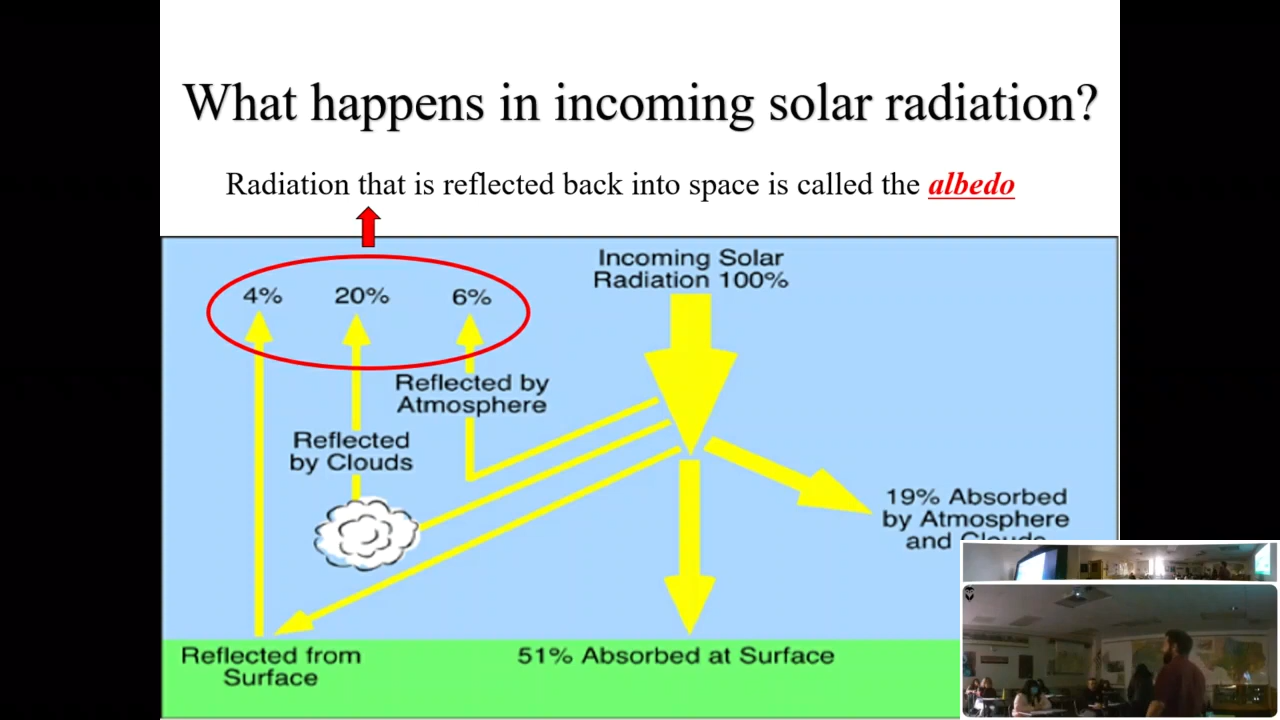 What happens in incoming solar radiation?
Radiation that is reflected back into space is called the albedo
Incoming Solar
Radiation 100%
4% 20% 6%
Reflected by
Atmosphere
Reflected
by Clouds
19% Absorbed
by Atmosphere
and Clouds
Reflected from
Surface
51% Absorbed at Surface